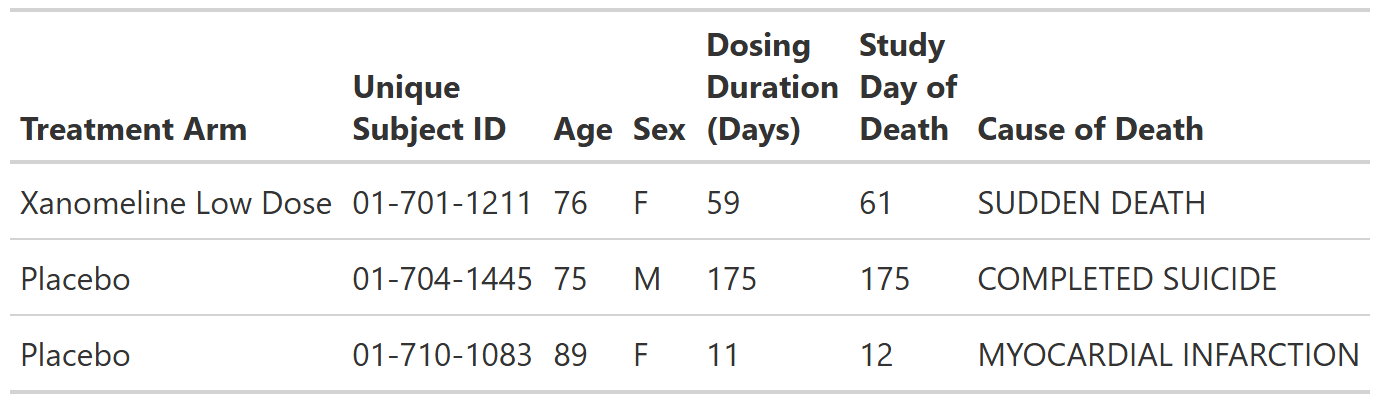 Treatment Arm Unique Subject ID Age Sex Dosing Duration (Days) Study Day of Death Cause of Death
Xanomeline Low Dose 01-701-1211 76 F 59 61 SUDDEN DEATH
Placebo 01-704-1445 75 M 175 175 COMPLETED SUICIDE
Placebo 01-710-1083 89 F 11 12 MYOCARDIAL INFARCTION